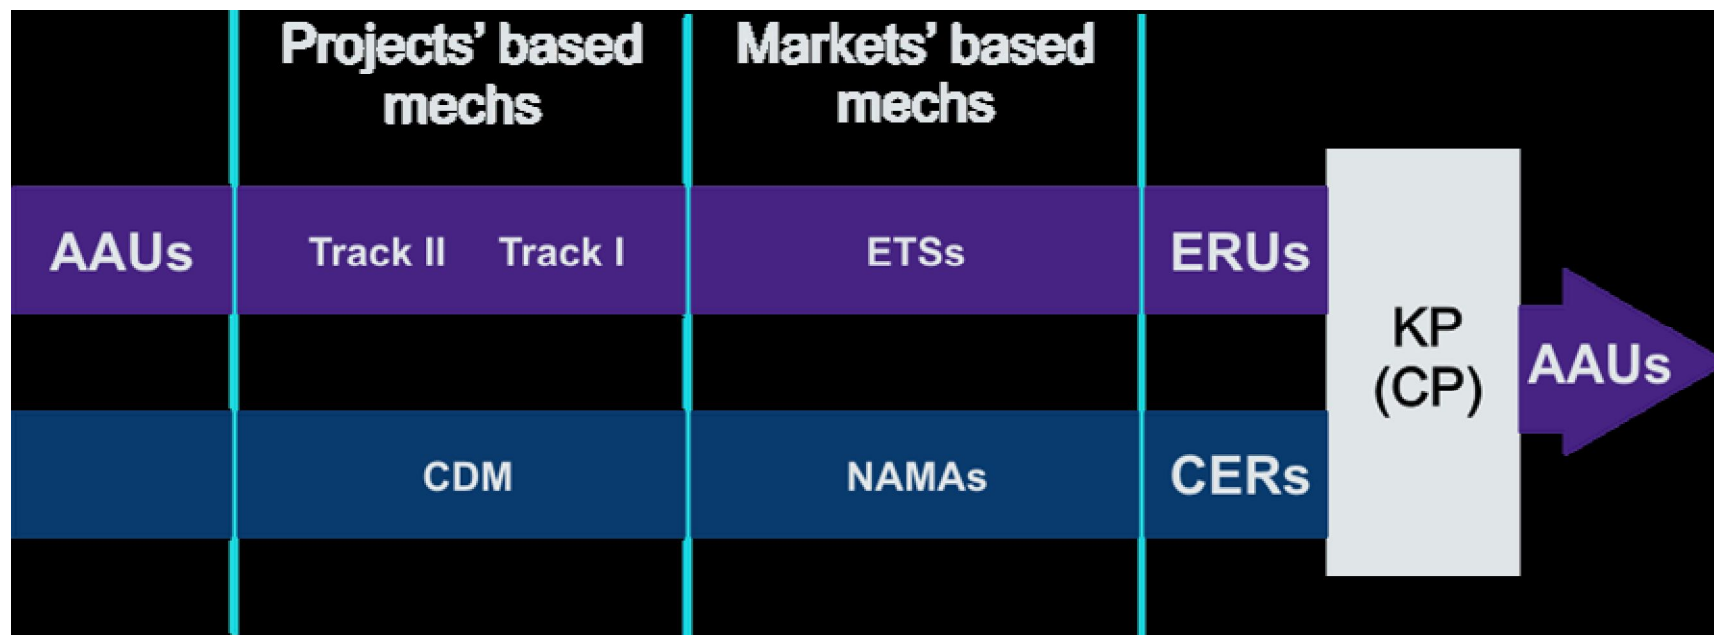 Projects’ based
mechs
Markets’ based
mechs
AAUs
Track II
Track I
ETSs
ERUs
KP
(CP)
AAUs
CDM
NAMAs
CERs